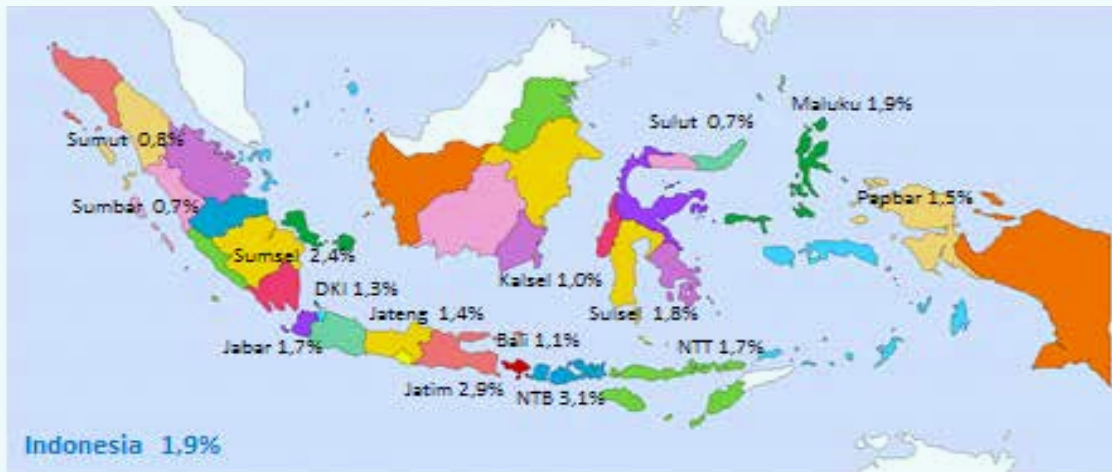 Maluku 1,9%
Sulut 0,7%
Sumut 0,8%
Papbar 1,5%
Sumbar 0,7%
Sumsel 2,4%
Kalsel 1,0%
DKI 1,3%
Jateng 1,4%
Sulsel 1,8%
Bali 1,1%
NTT 1,7%
Jabar 1,7%
Jatim 2,9%
NTB 3,1%
Indonesia 1,9%